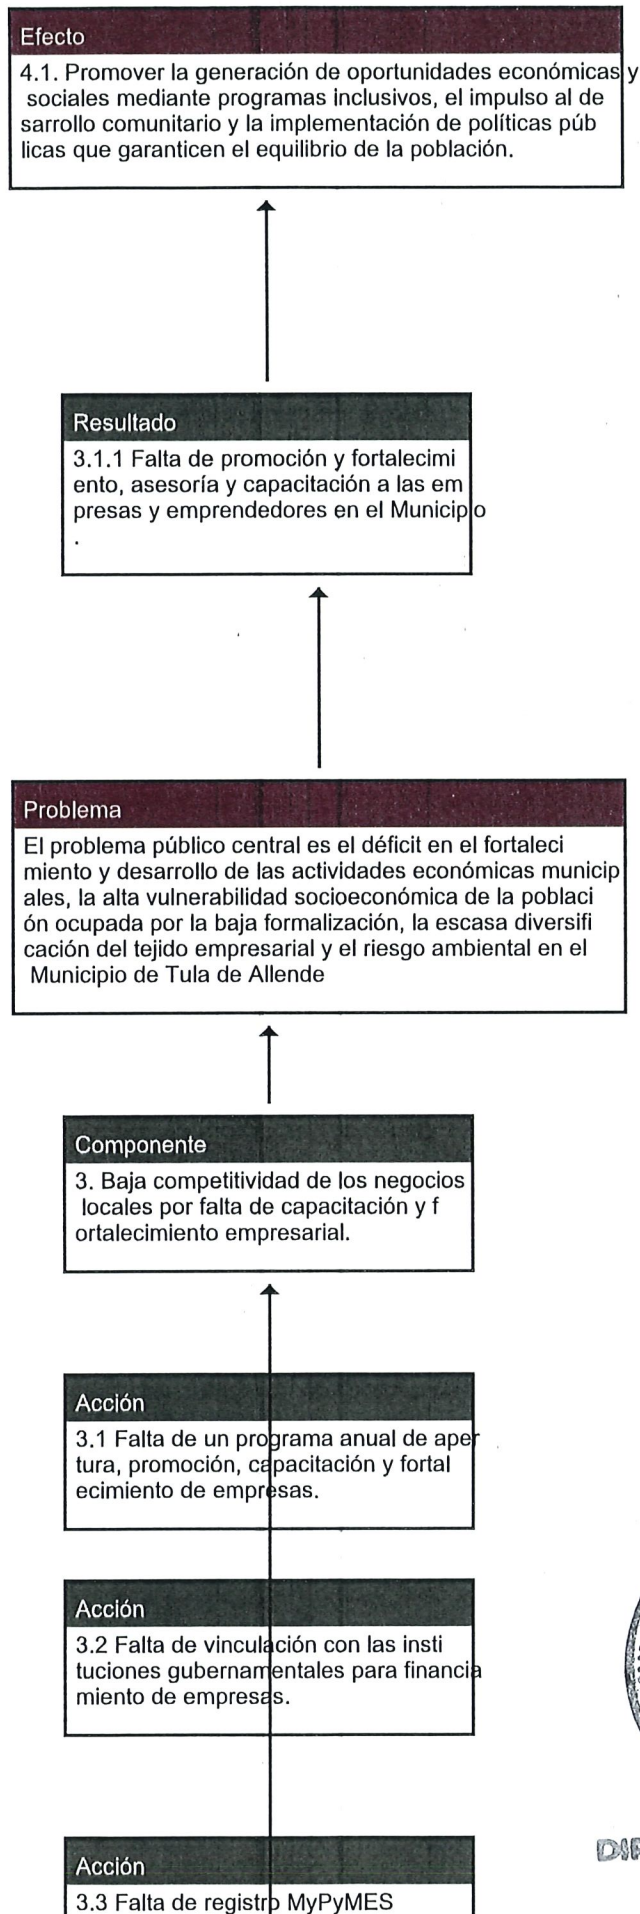 Efecto
4.1. Promover la generación de oportunidades económicas y
sociales mediante programas inclusivos, el impulso al de
sarrollo comunitario y la implementación de políticas púb
licas que garanticen el equilibrio de la población.
Resultado
3.1.1 Falta de promoción y fortalecimi
ento, asesoría y capacitación a las em
presas y emprendedores en el Municipio
.
Problema
El problema público central es el déficit en el fortaleci
miento y desarrollo de las actividades económicas municip
ales, la alta vulnerabilidad socioeconómica de la poblaci
ón ocupada por la baja formalización, la escasa diversifi
cación del tejido empresarial y el riesgo ambiental en el
Municipio de Tula de Allende
Componente
3. Baja competitividad de los negocios
locales por falta de capacitación y f
ortalecimiento empresarial.
Acción
3.1 Falta de un programa anual de aper
tura, promoción, capacitación y fortal
ecimiento de empresas.
Acción
3.2 Falta de vinculación con las insti
tuciones gubernamentales para financia
miento de empresas.
Acción
3.3 Falta de registro MyPyMES